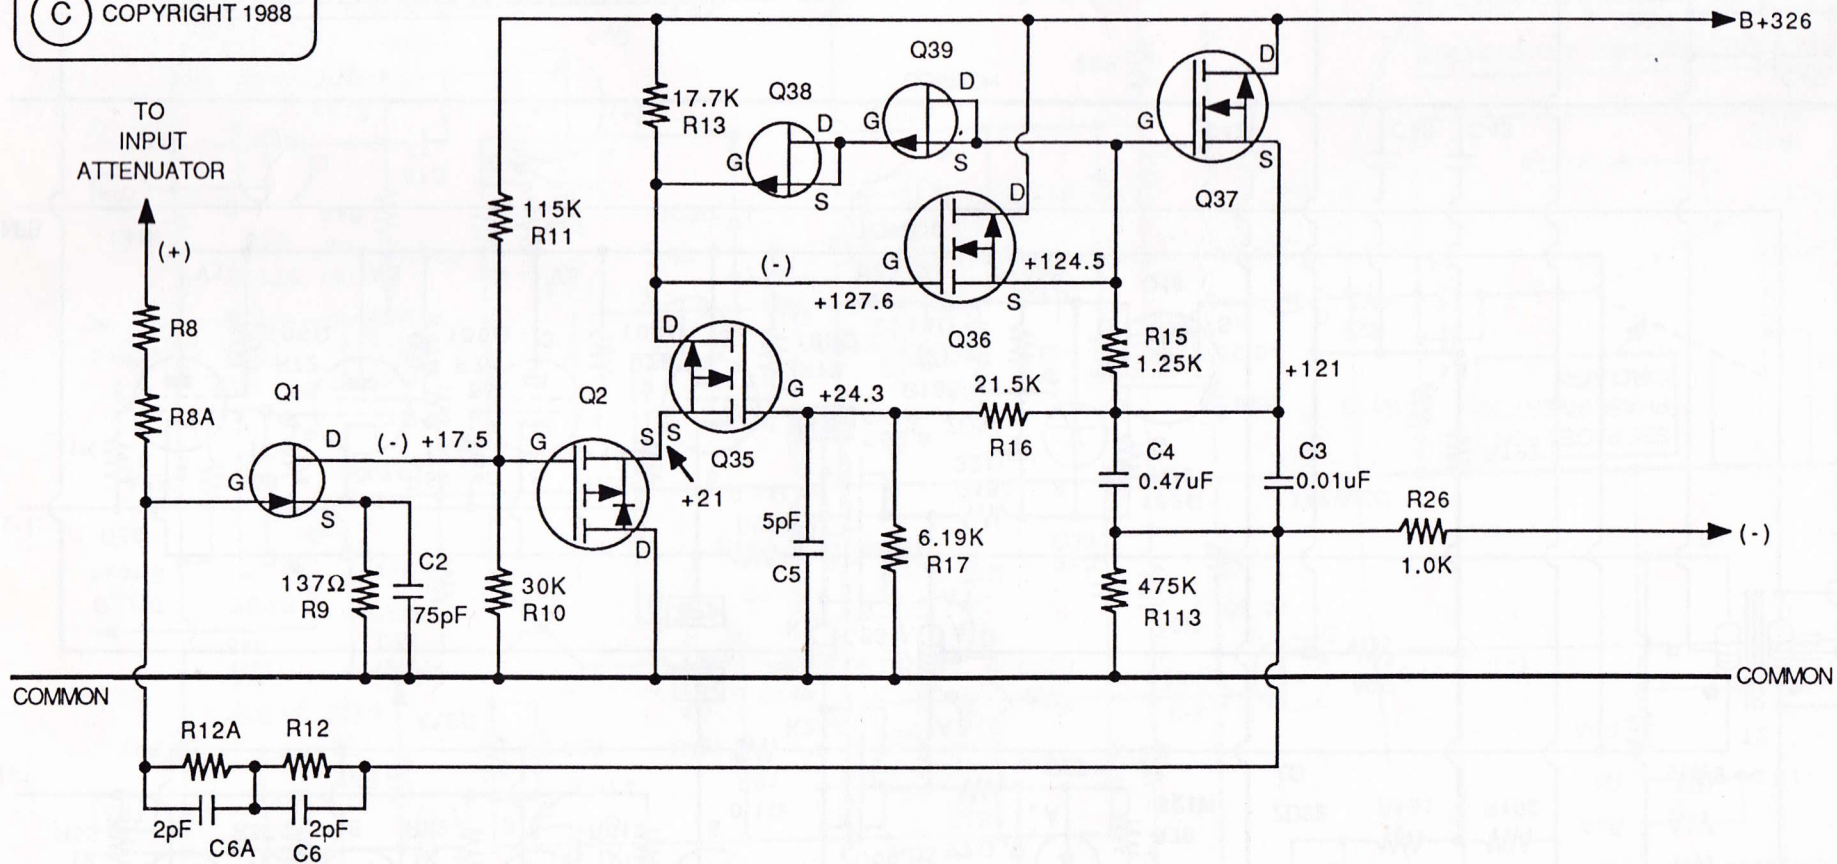 C COPYRIGHT 1988
B+326
TO
INPUT
ATTENUATOR
(+)
R8
R8A
Q1
G
D
S
(-) +17.5
137Ω
R9
C2
75pF
115K
R11
30K
R10
17.7K
R13
Q2
G
S
D
Q38
G
D
S
Q39
G
D
S
(-)
+127.6
D
S
G
Q35
+21
+24.3
G
D
S
Q36
+124.5
G
D
S
Q37
+121
R15
1.25K
21.5K
R16
5pF
C5
6.19K
R17
C4
0.47uF
C3
0.01uF
475K
R113
R26
1.0K
(-)
COMMON
COMMON
R12A
R12
2pF
C6A
2pF
C6